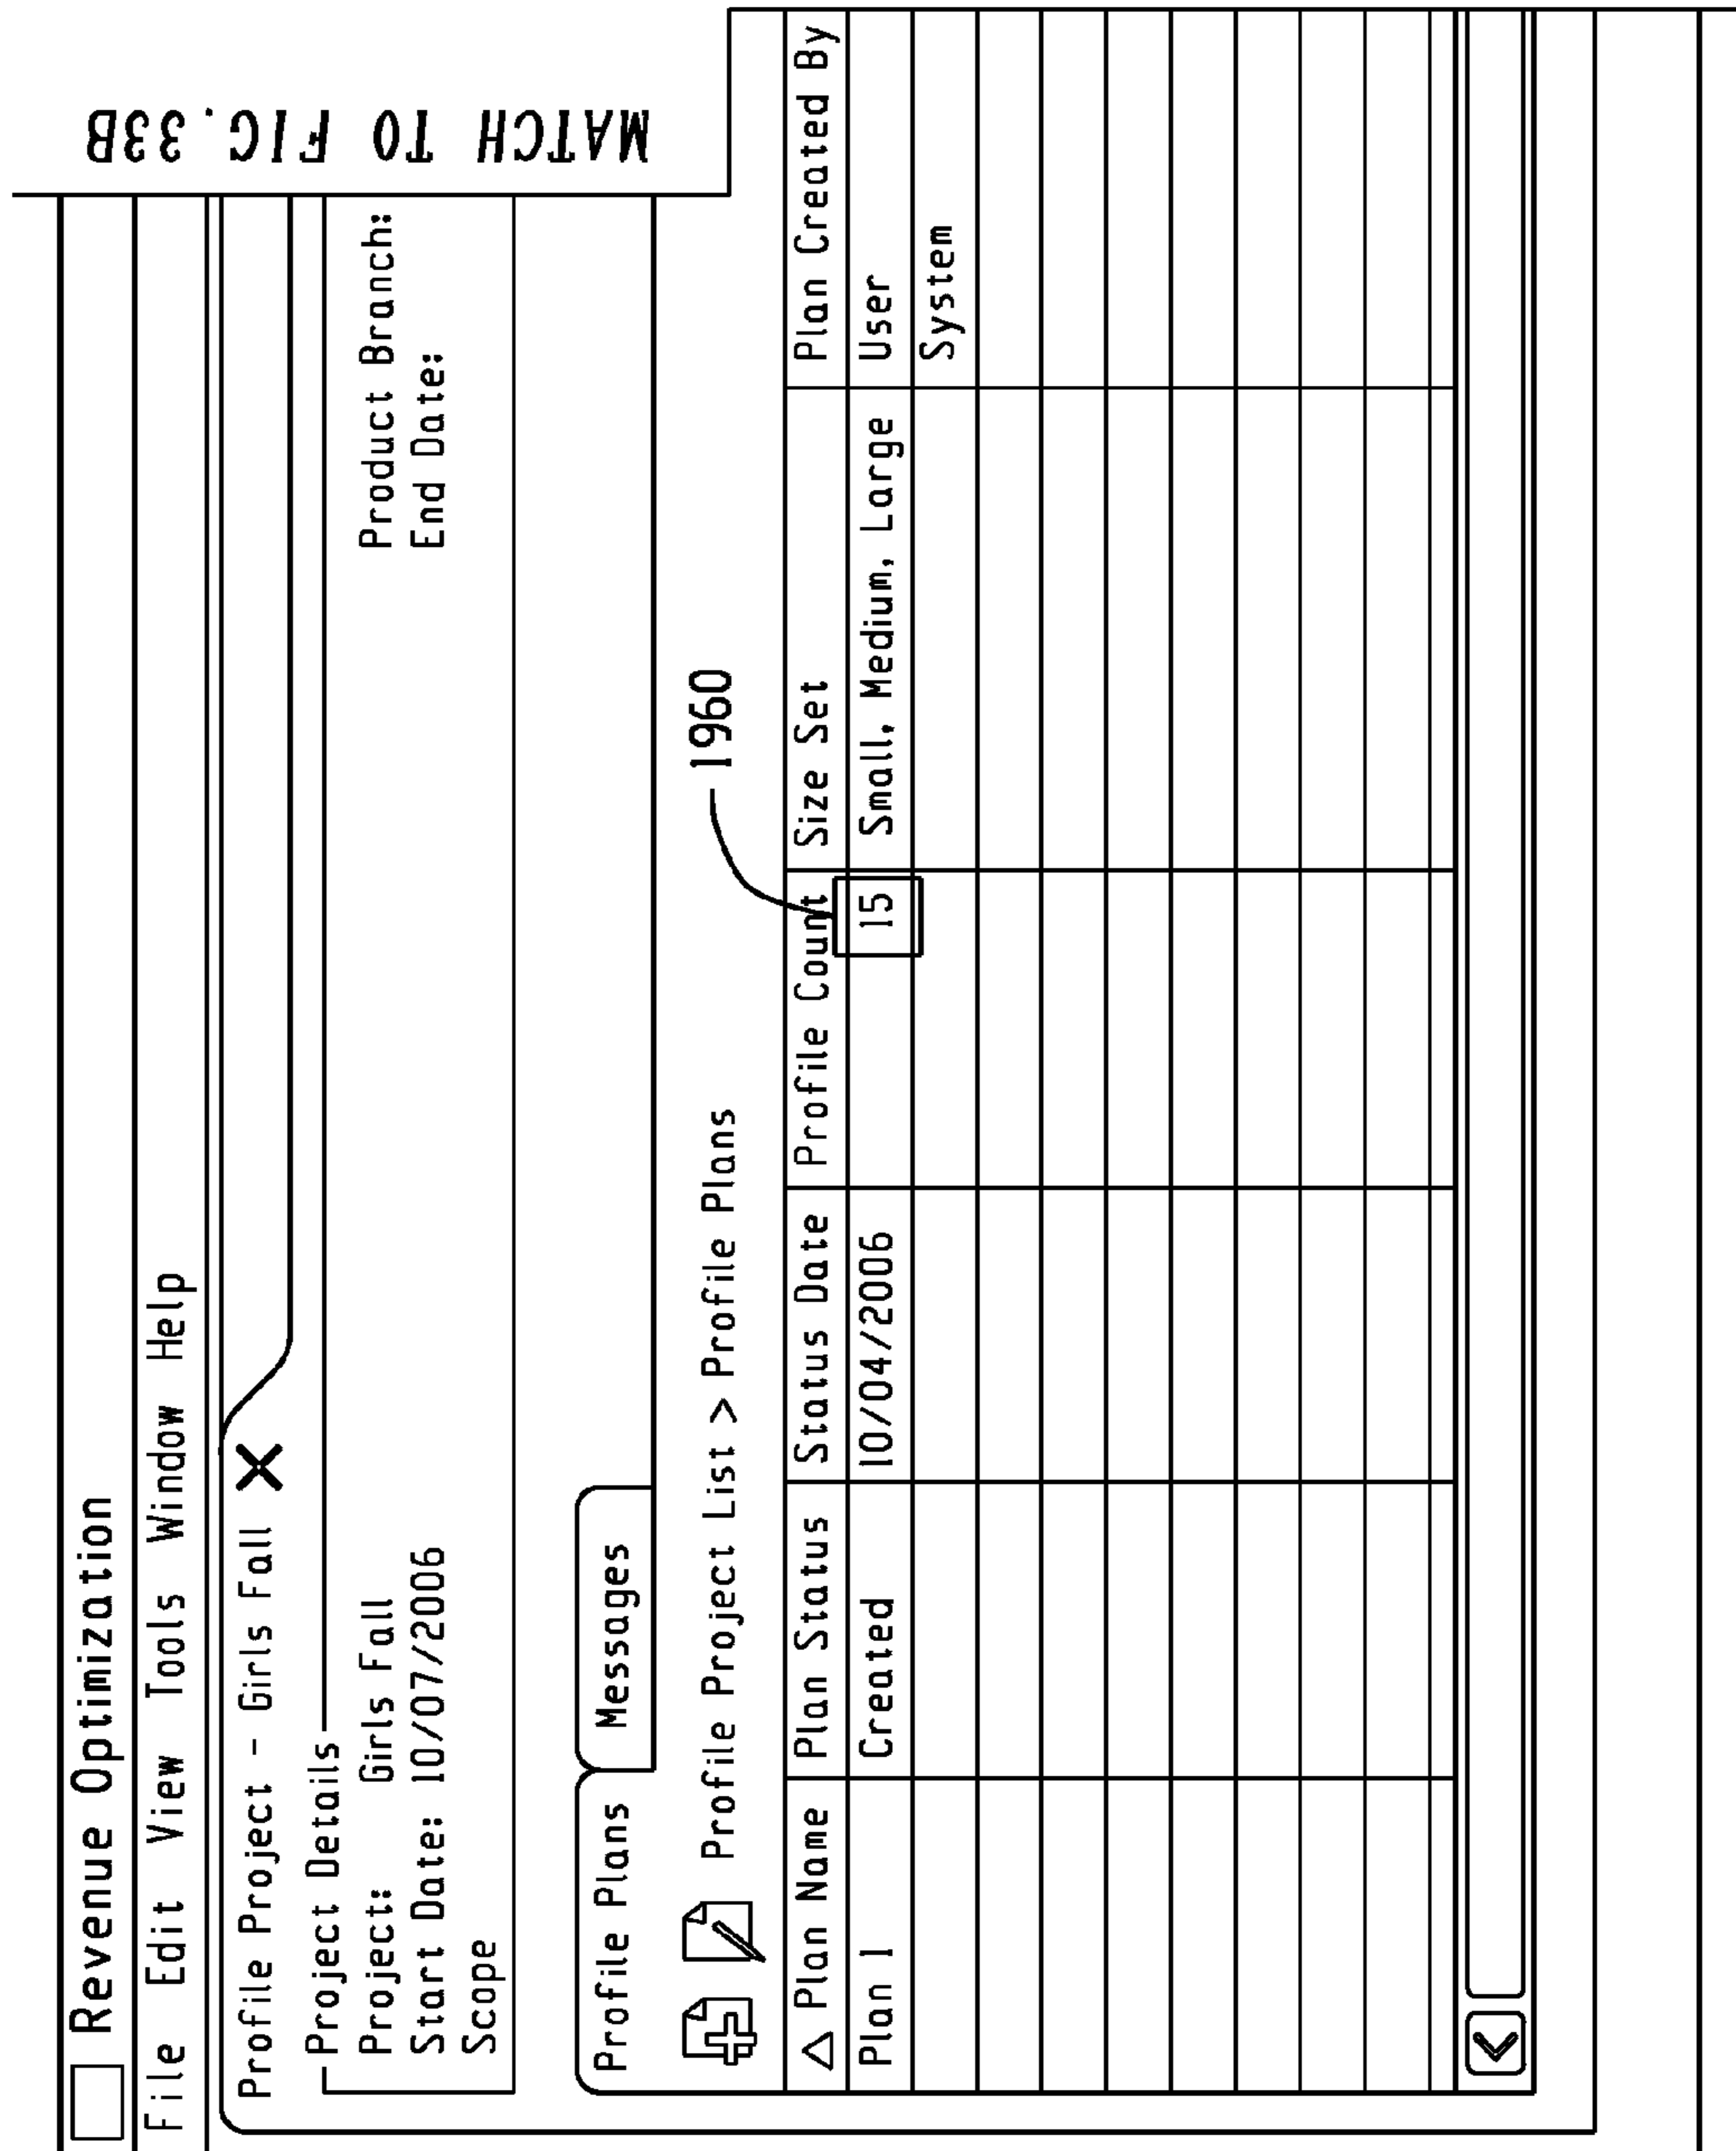 Revenue Optimization
File Edit View Tools Window Help
Profile Project - Girls Fall
Project Details
Project: Girls Fall Product Branch:
Start Date: 10/07/2006 End Date:
Scope
MATCH TO FIG.33B
Profile Plans Messages
1960
Profile Project List > Profile Plans
Plan Name Plan Status Status Date Profile Count Size Set Plan Created By
Plan 1 Created 10/04/2006 15 Small, Medium, Large User
System